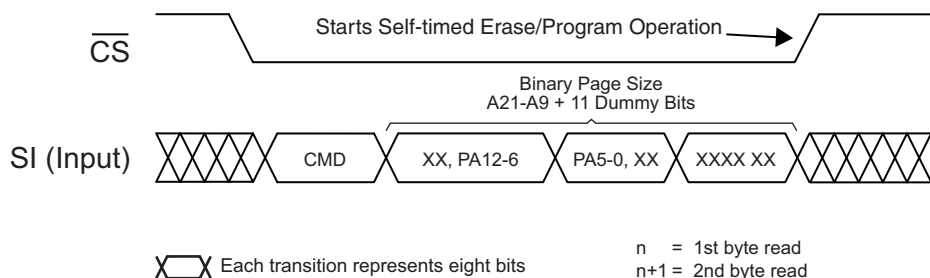 Starts Self-timed Erase/Program Operation
CS
Binary Page Size
A21-A9 + 11 Dummy Bits
SI (Input)
CMD
XX, PA12-6
PA5-0, XX
XXXX XX
Each transition represents eight bits
n = 1st byte read
n+1 = 2nd byte read